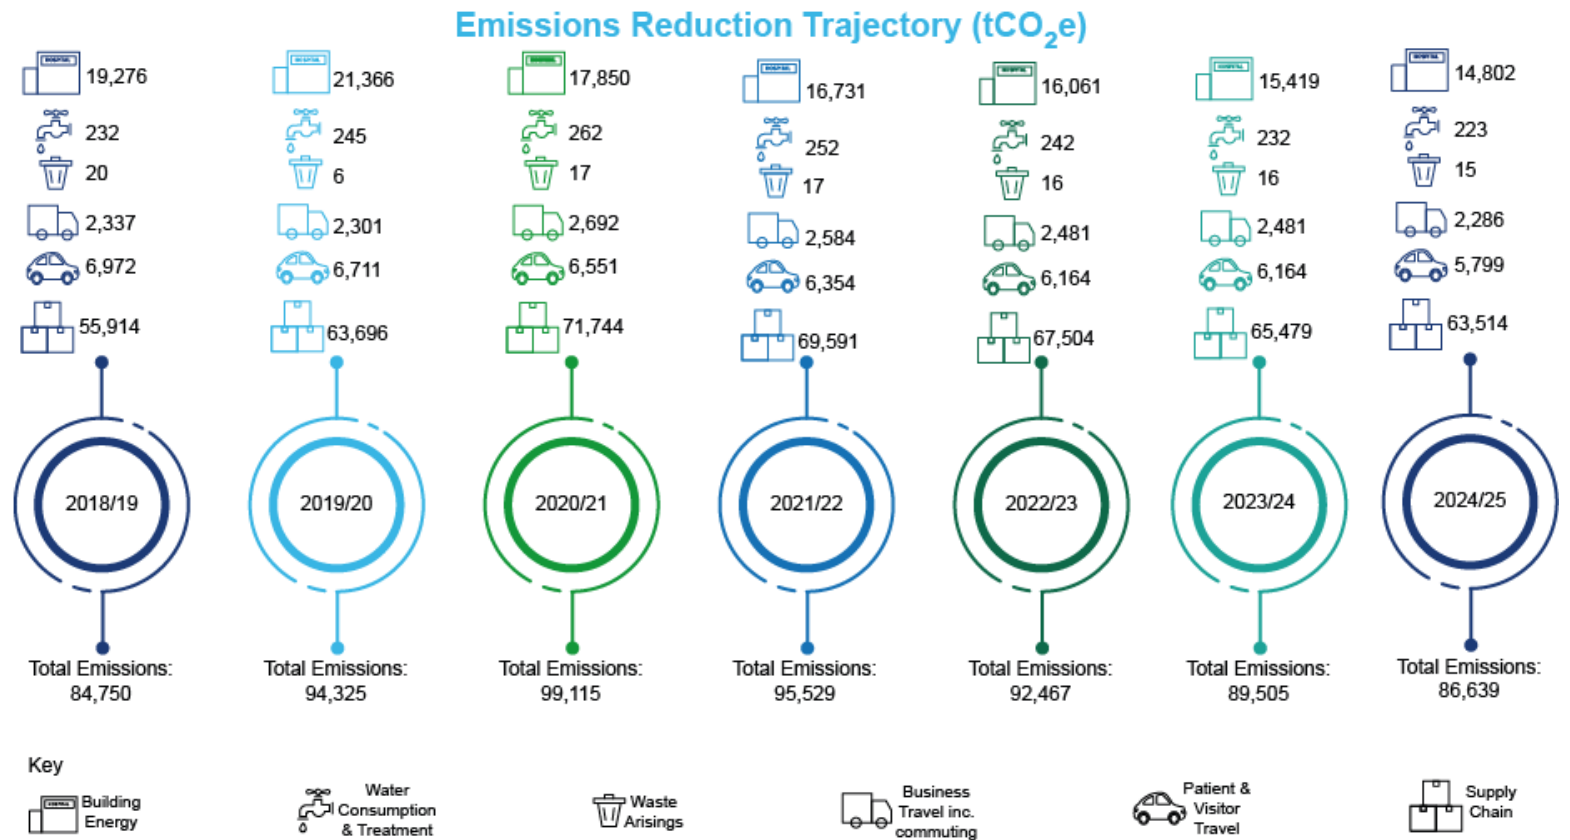 Emissions Reduction Trajectory (tCO2e)
19,276
232
20
2,337
6,972
55,914
2018/19
Total Emissions:
84,750
HOSPITAL
21,366
245
6
2,301
6,711
63,696
2019/20
Total Emissions:
94,325
HOSPITAL
17,850
262
17
2,692
6,551
71,744
2020/21
Total Emissions:
99,115
HOSPITAL
16,731
252
17
2,584
6,354
69,591
2021/22
Total Emissions:
95,529
HOSPITAL
16,061
242
16
2,481
6,164
67,504
2022/23
Total Emissions:
92,467
HOSPITAL
15,419
232
16
2,481
6,164
65,479
2023/24
Total Emissions:
89,505
HOSPITAL
14,802
223
15
2,286
5,799
63,514
2024/25
Total Emissions:
86,639
Key
Building
Energy
Water
Consumption
& Treatment
Waste
Arisings
Business
Travel inc.
commuting
Patient &
Visitor
Travel
Supply
Chain